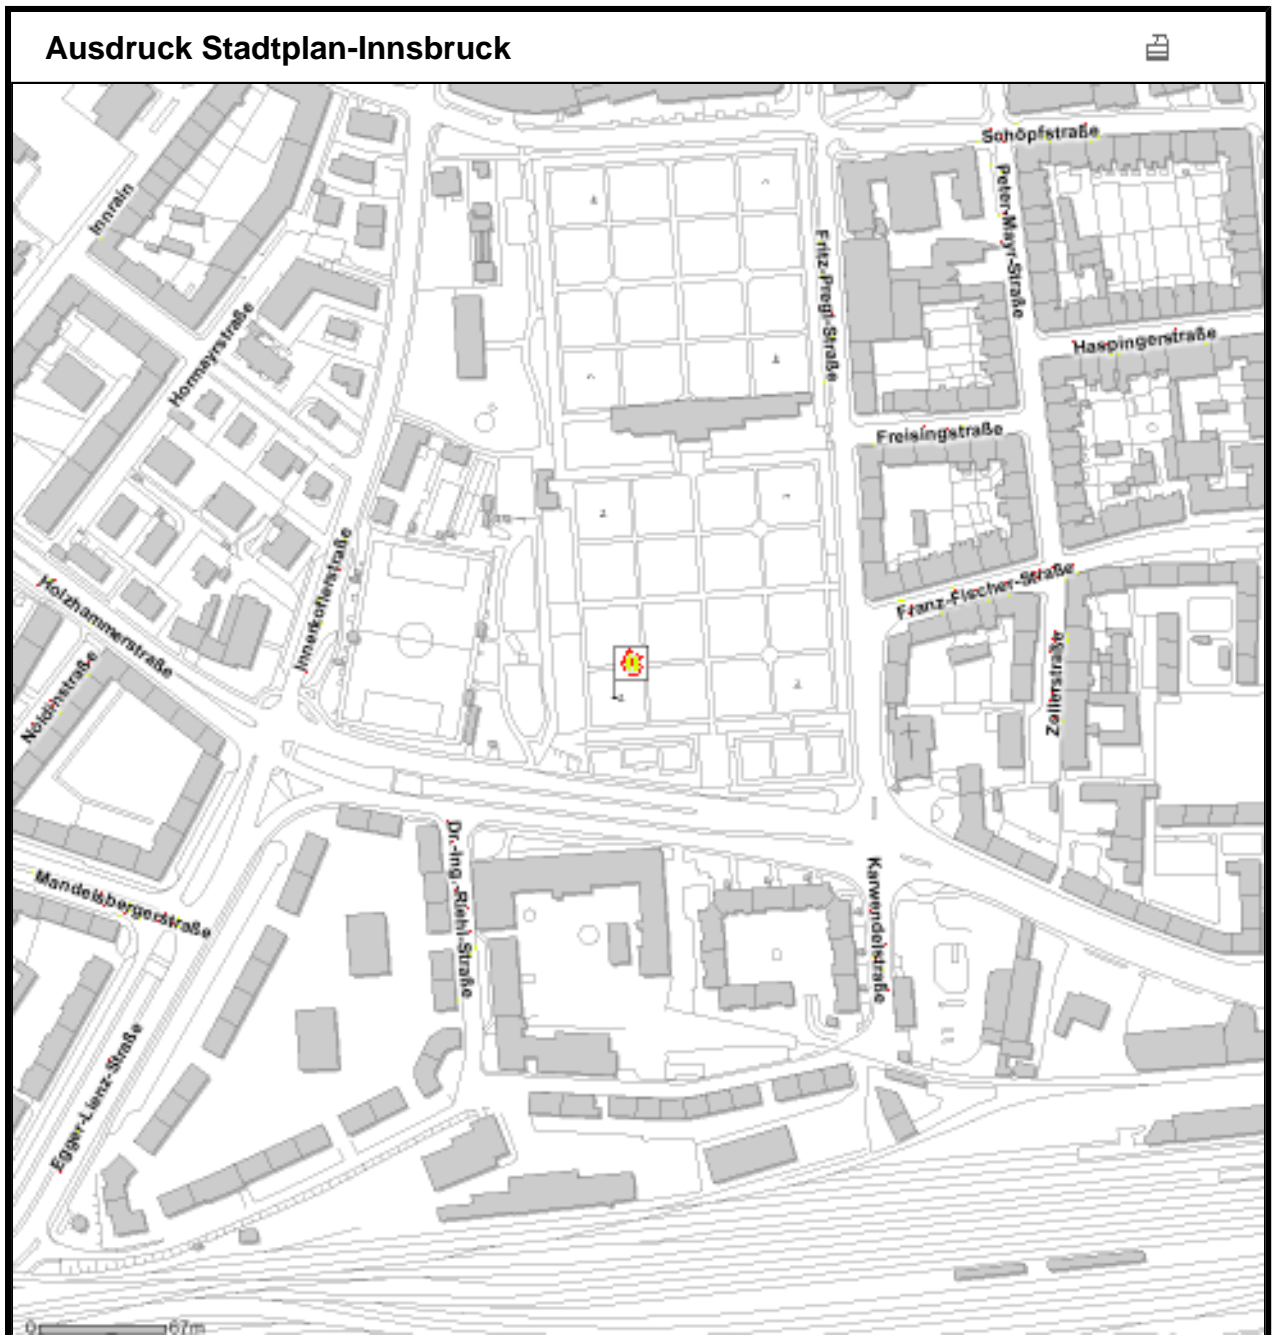 Ausdruck Stadtplan-Innsbruck
Schöpfstraße
Innrain
Peter-Mayr-Straße
Fritz-Pregl-Straße
Hormayrstraße
Haspingerstraße
Freisingstraße
Innerkoflerstraße
Franz-Fischer-Straße
Holzhammerstraße
Zollerstraße
Noldinstraße
Dr.-Ing.-Riehl-Straße
Karwendelstraße
Mandelsbergerstraße
Egger-Lienz-Straße
0 67m